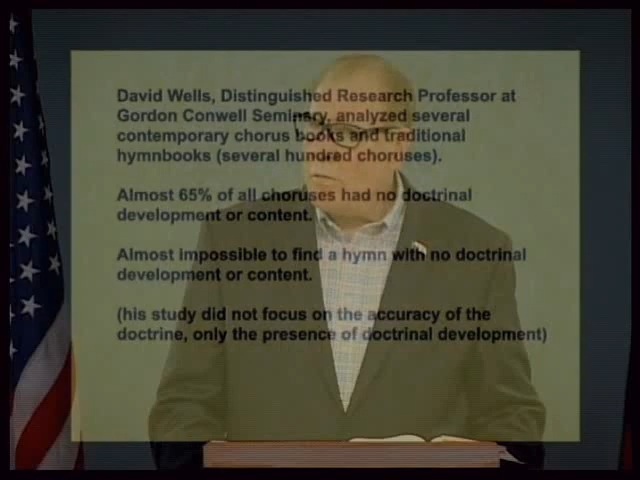 David Wells, Distinguished Research Professor at
Gordon Conwell Seminary, analyzed several
contemporary chorus books and traditional
hymnbooks (several hundred choruses).
Almost 65% of all choruses had no doctrinal
development or content.
Almost impossible to find a hymn with no doctrinal
development or content.
(his study did not focus on the accuracy of the
doctrine, only the presence of doctrinal development)